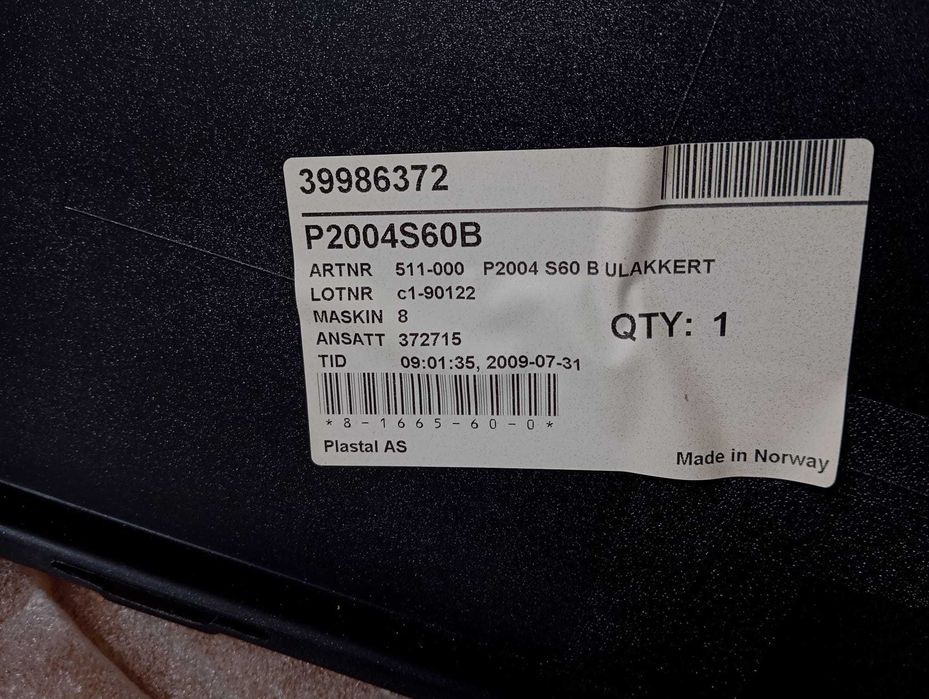 39986372
P2004S60B
ARTNR 511-000 P2004 S60 B ULAKKERT
LOTNR c1-90122
MASKIN 8
QTY: 1
ANSATT 372715
TID 09:01:35, 2009-07-31
*8-1665-60-0*
Plastal AS
Made in Norway